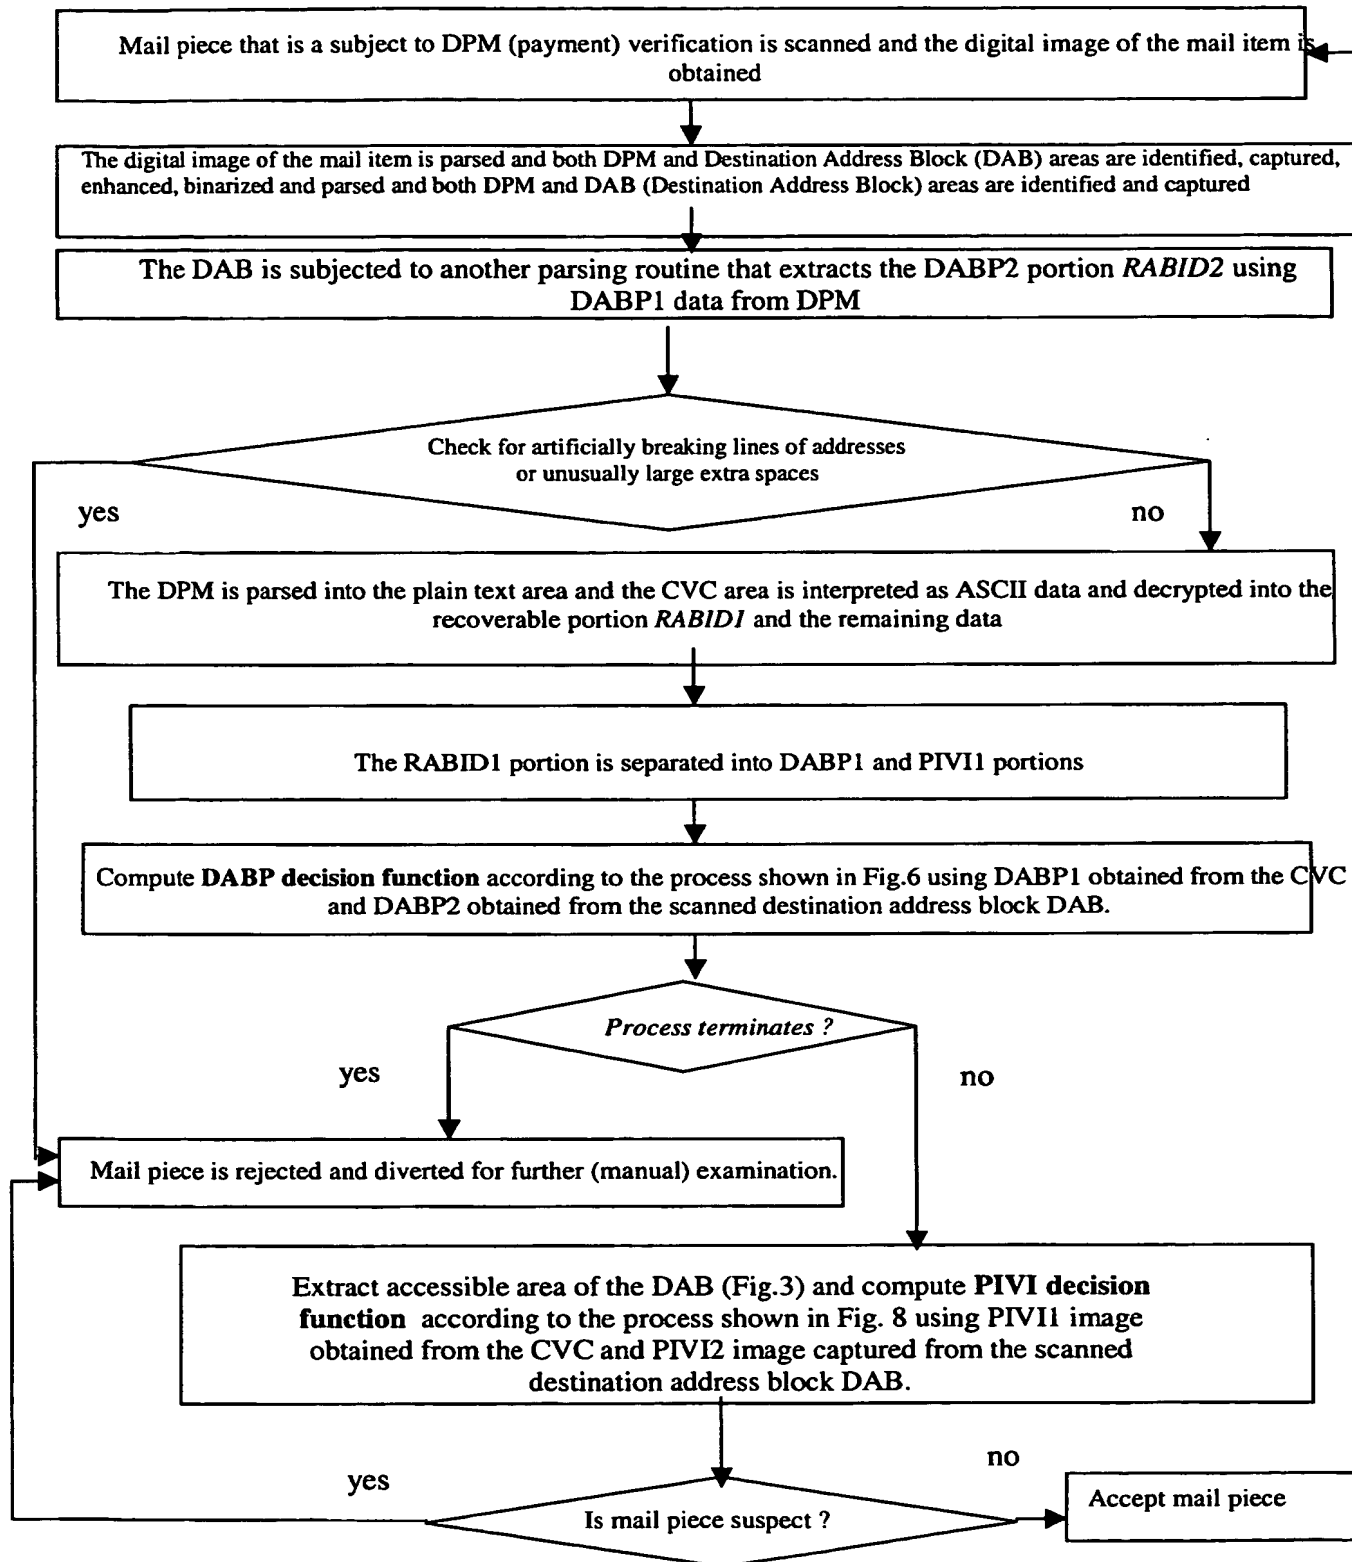 Mail piece that is a subject to DPM (payment) verification is scanned and the digital image of the mail item is
obtained
The digital image of the mail item is parsed and both DPM and Destination Address Block (DAB) areas are identified, captured,
enhanced, binarized and parsed and both DPM and DAB (Destination Address Block) areas are identified and captured
The DAB is subjected to another parsing routine that extracts the DABP2 portion RABID2 using
DABP1 data from DPM
Check for artificially breaking lines of addresses
or unusually large extra spaces
yes
no
The DPM is parsed into the plain text area and the CVC area is interpreted as ASCII data and decrypted into the
recoverable portion RABID1 and the remaining data
The RABID1 portion is separated into DABP1 and PIVI1 portions
Compute DABP decision function according to the process shown in Fig.6 using DABP1 obtained from the CVC
and DABP2 obtained from the scanned destination address block DAB.
Process terminates ?
yes
no
Mail piece is rejected and diverted for further (manual) examination.
Extract accessible area of the DAB (Fig.3) and compute PIVI decision
function according to the process shown in Fig. 8 using PIVI1 image
obtained from the CVC and PIVI2 image captured from the scanned
destination address block DAB.
yes
no
Is mail piece suspect ?
Accept mail piece